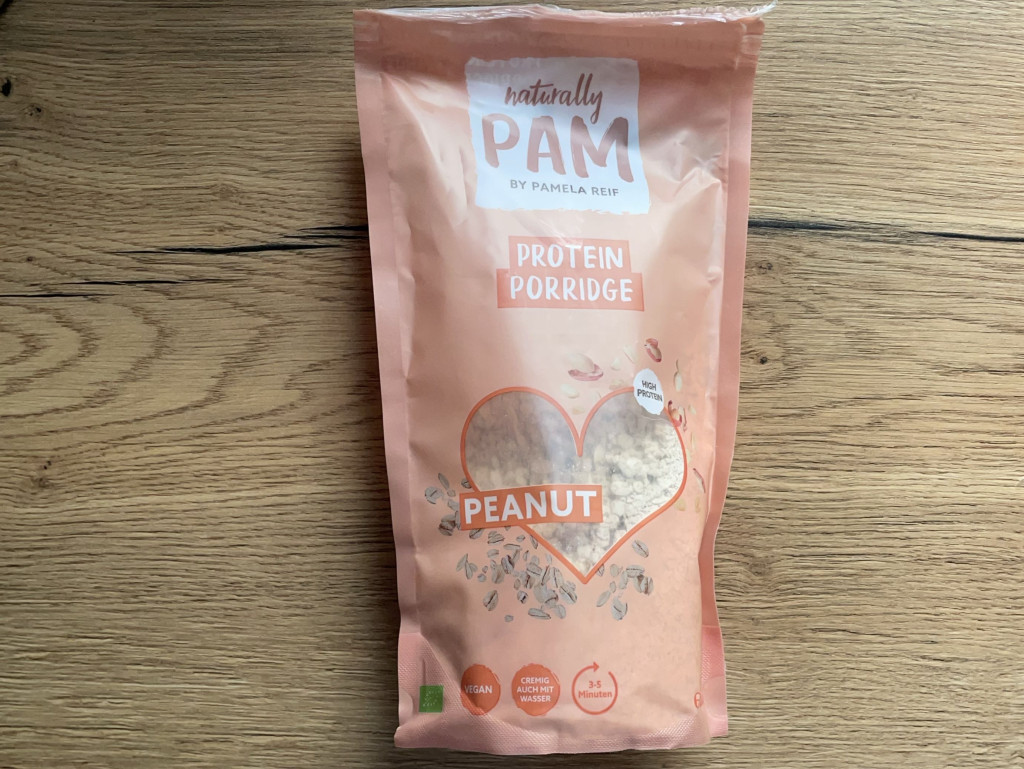 naturally
PAM
BY PAMELA REIF
PROTEIN
PORRIDGE
HIGH
PROTEIN
PEANUT
VEGAN
CREMIG
AUCH MIT
WASSER
3-5
Minuten